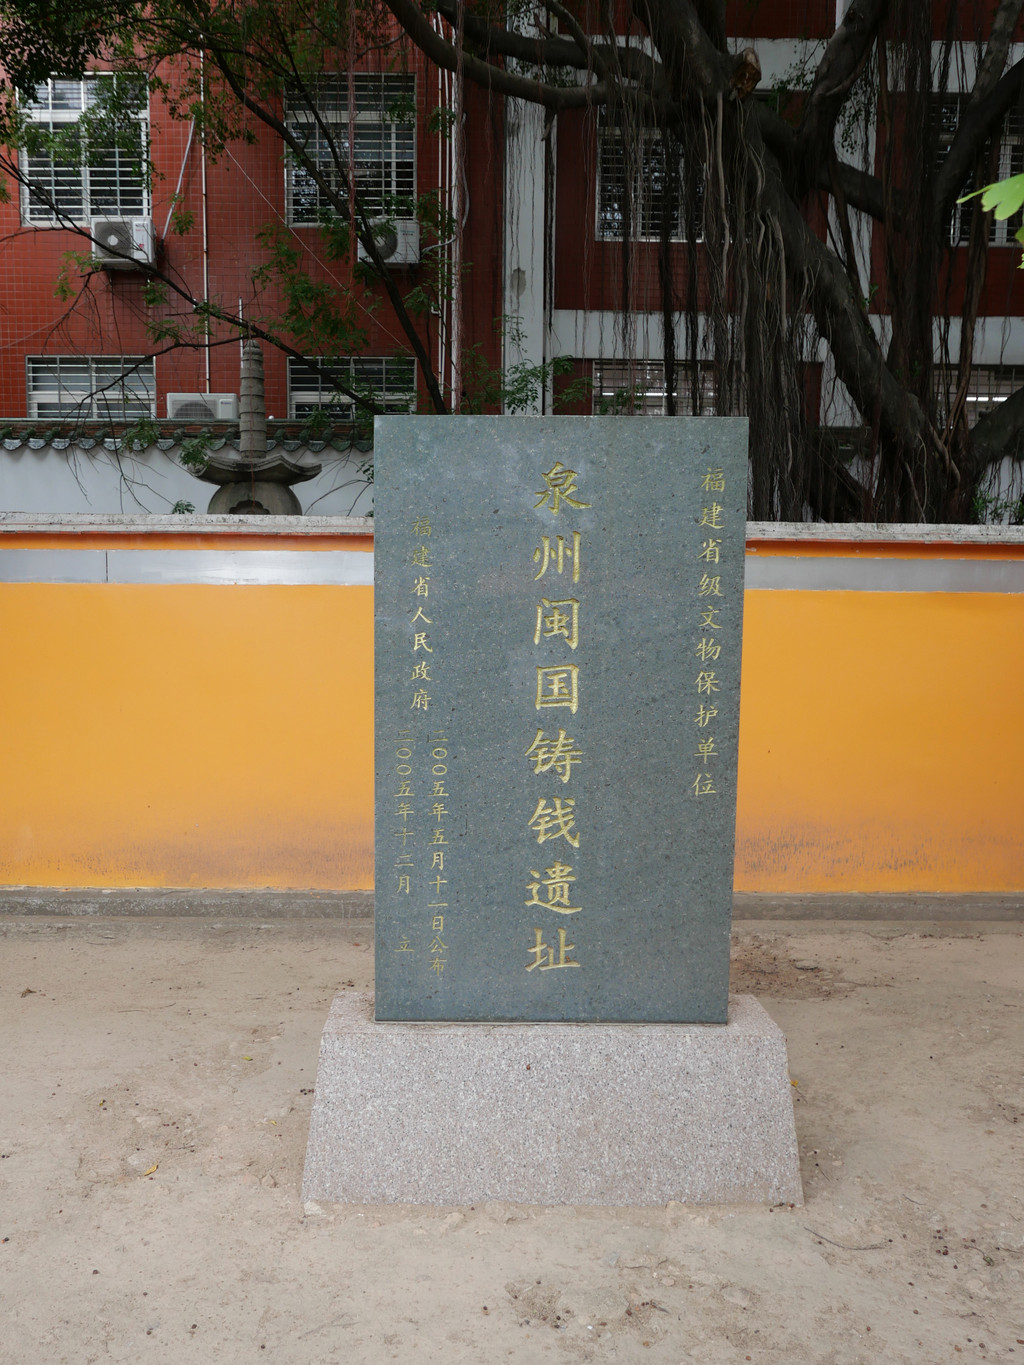 福建省级文物保护单位
泉州闽国铸钱遗址
福建省人民政府
二〇〇五年五月十一日公布
二〇〇五年十二月 立